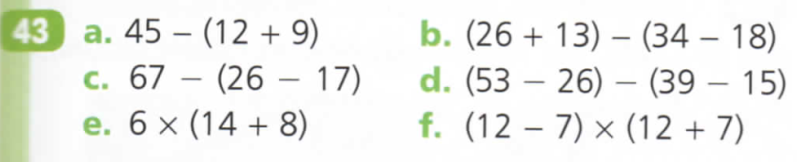 43 a. 45 – (12 + 9) b. (26 + 13) – (34 – 18)
c. 67 – (26 – 17) d. (53 – 26) – (39 – 15)
e. 6 × (14 + 8) f. (12 – 7) × (12 + 7)